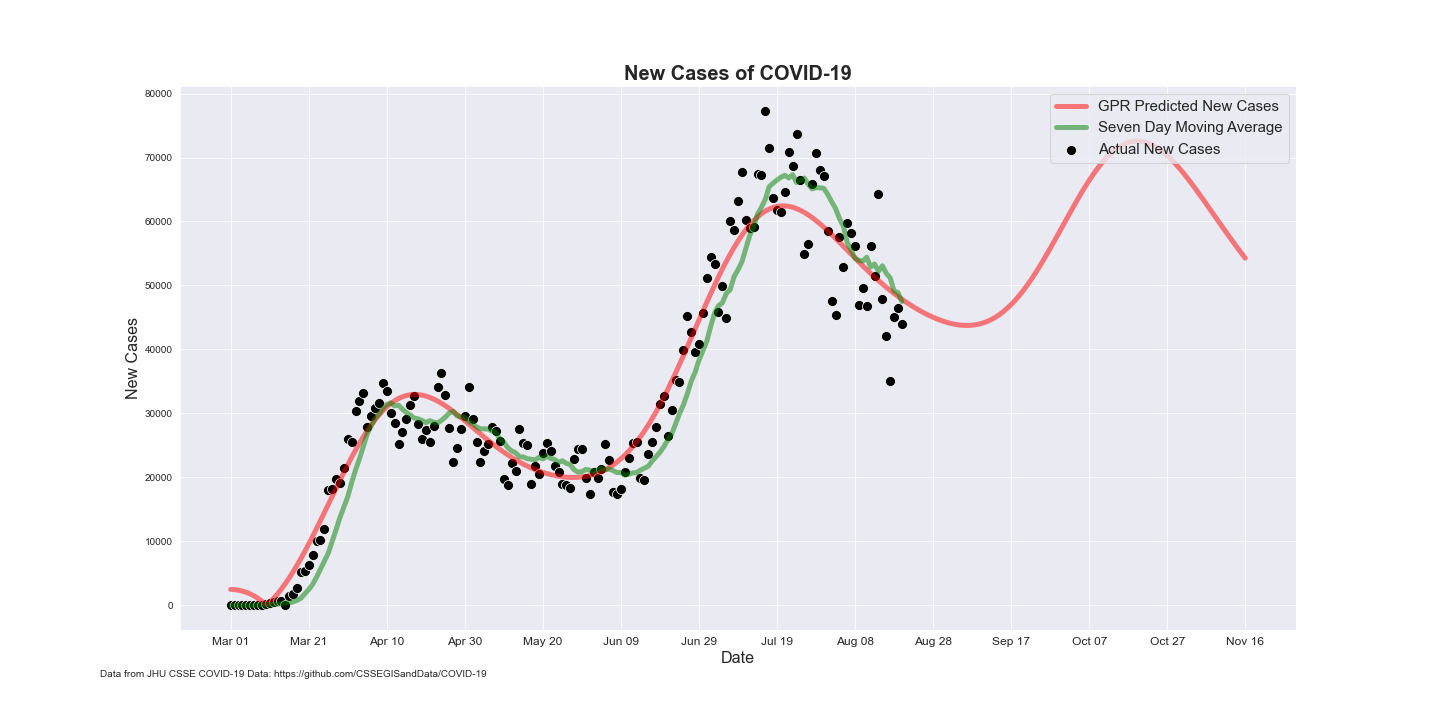 New Cases of COVID-19
GPR Predicted New Cases
Seven Day Moving Average
Actual New Cases
80000
70000
60000
50000
40000
30000
20000
10000
0
New Cases
Mar 01 Mar 21 Apr 10 Apr 30 May 20 Jun 09 Jun 29 Jul 19 Aug 08 Aug 28 Sep 17 Oct 07 Oct 27 Nov 16
Date
Data from JHU CSSE COVID-19 Data: https://github.com/CSSEGISandData/COVID-19